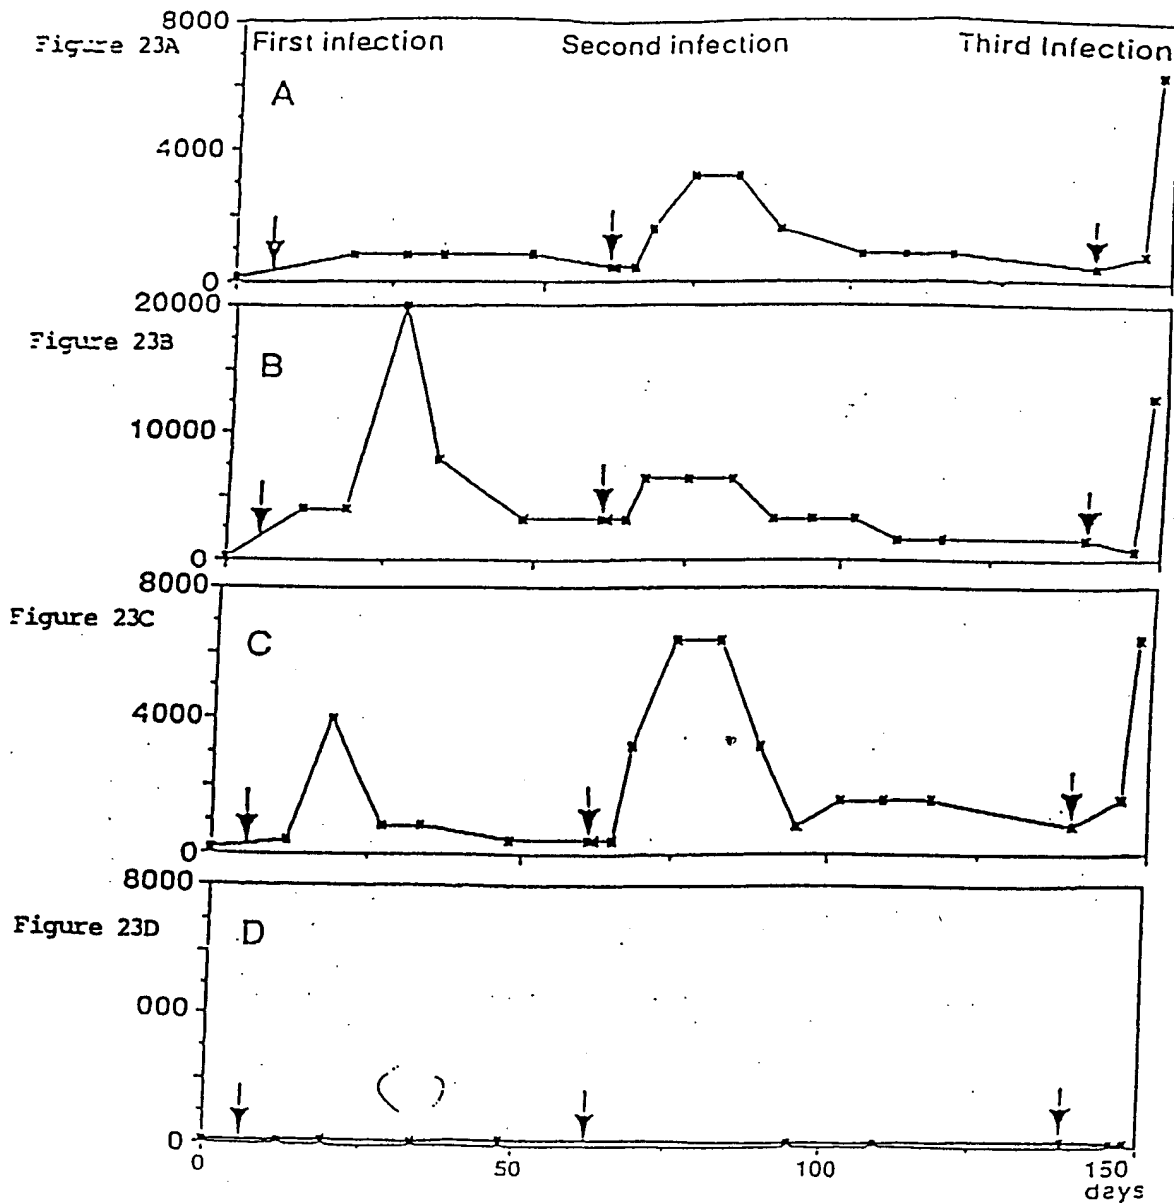 8000
Figure 23A First infection Second infection Third Infection
A
4000
0
20000
Figure 23B
B
10000
0
8000
Figure 23C
C
4000
0
8000
Figure 23D
D
000
0
0 50 100 150
days